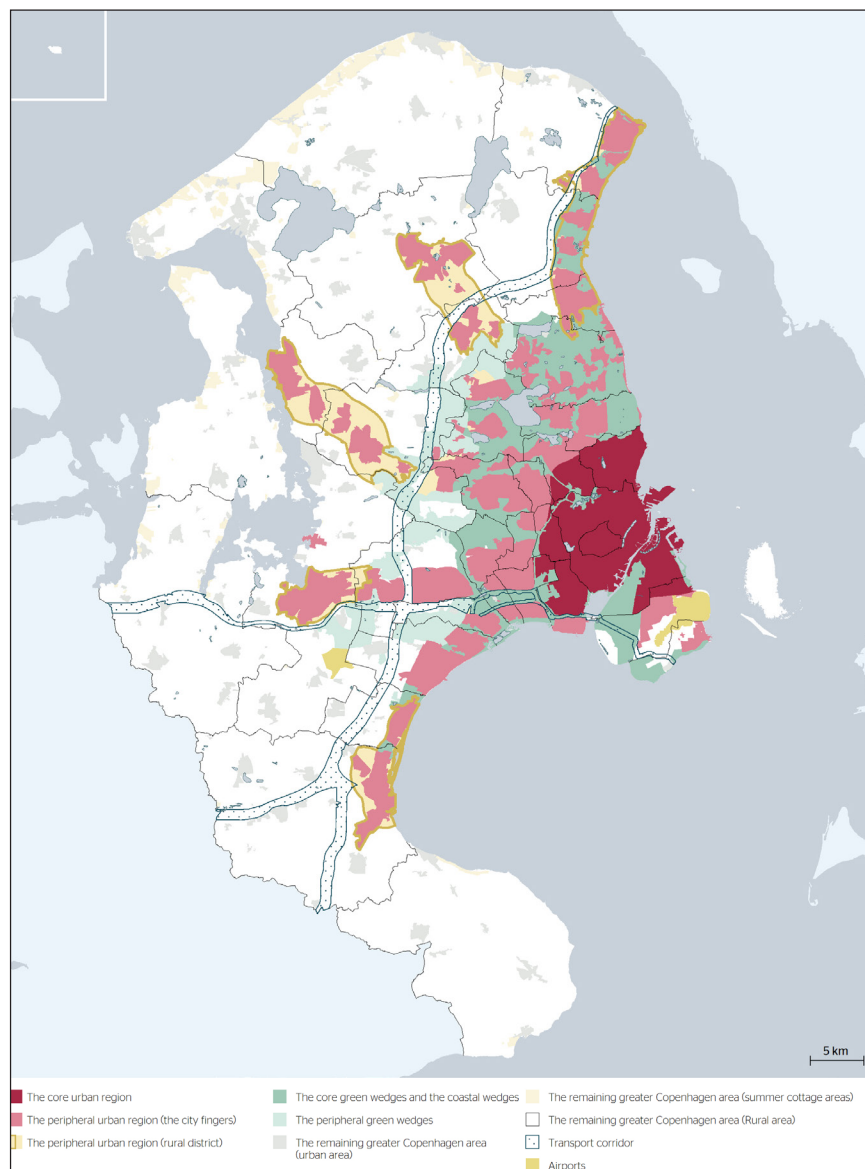 5 km
The core urban region
The peripheral urban region (the city fingers)
The peripheral urban region (rural district)
The core green wedges and the coastal wedges
The peripheral green wedges
The remaining greater Copenhagen area
(urban area)
The remaining greater Copenhagen area (summer cottage areas)
The remaining greater Copenhagen area (Rural area)
Transport corridor
Airports